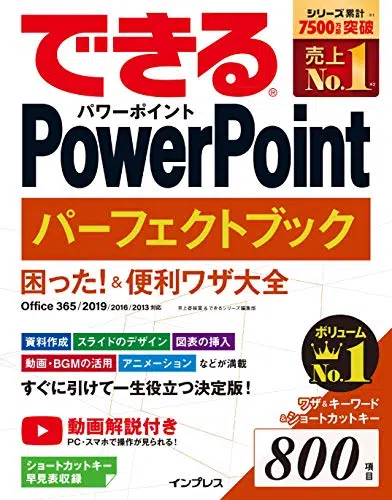 シリーズ累計
7500万部突破 ※1
できる®
売上
No.1 ※2
パワーポイント
PowerPoint
パーフェクトブック
困った!&便利ワザ大全
Office 365/2019/2016/2013対応
井上香緒里&できるシリーズ編集部
資料作成 スライドのデザイン 図表の挿入
動画・BGMの活用 アニメーション などが満載
すぐに引けて一生役立つ決定版!
ボリューム
No.1
動画解説付き
PC・スマホで操作が見られる!
ワザ&キーワード
&ショートカットキー
800項目
ショートカットキー
早見表収録
インプレス